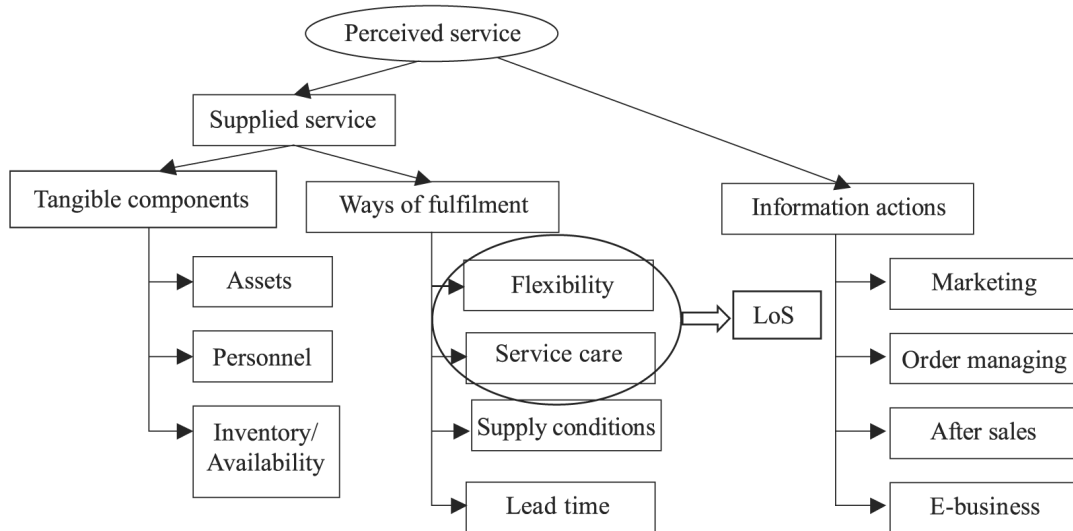 Perceived service
Supplied service
Tangible components
Ways of fulfilment
Information actions
Assets
Personnel
Inventory/
Availability
Flexibility
Service care
Supply conditions
Lead time
LoS
Marketing
Order managing
After sales
E-business